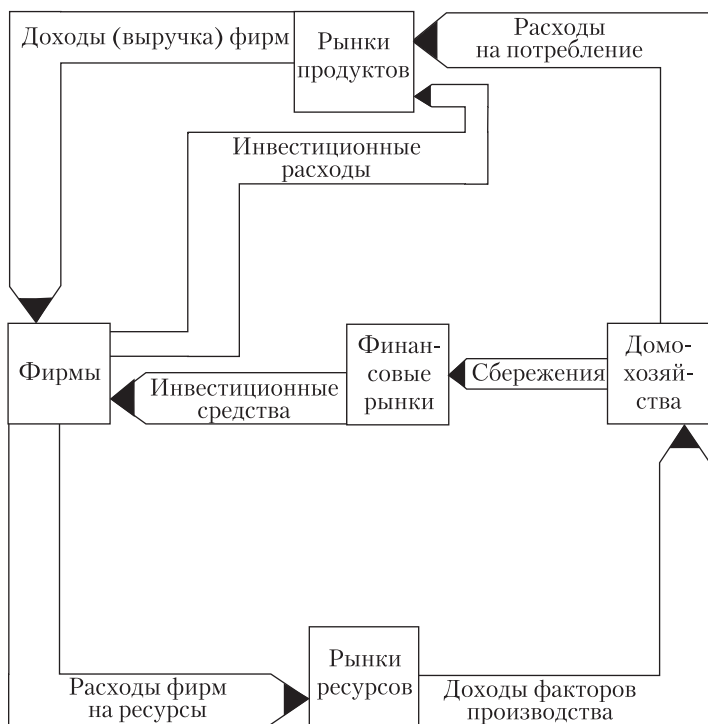 Доходы (выручка) фирм
Рынки
продуктов
Расходы
на потребление
Инвестиционные
расходы
Фирмы
Инвестиционные
средства
Финан-
совые
рынки
Сбережения
Домо-
хозяй-
ства
Расходы фирм
на ресурсы
Рынки
ресурсов
Доходы факторов
производства